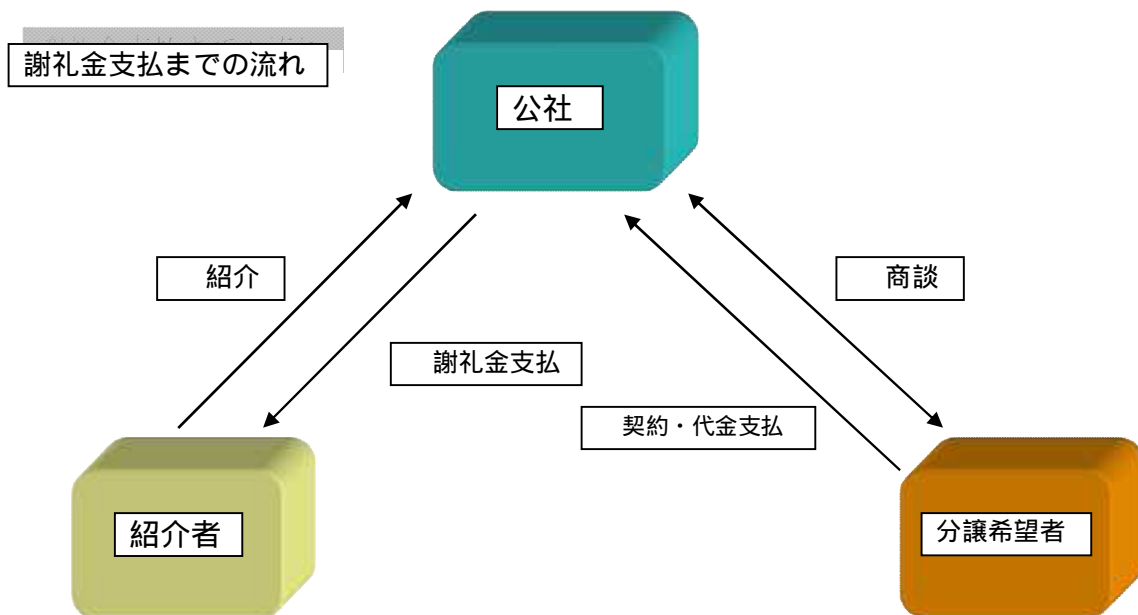 謝礼金支払までの流れ
公社
紹介
商談
謝礼金支払
契約・代金支払
紹介者
分譲希望者